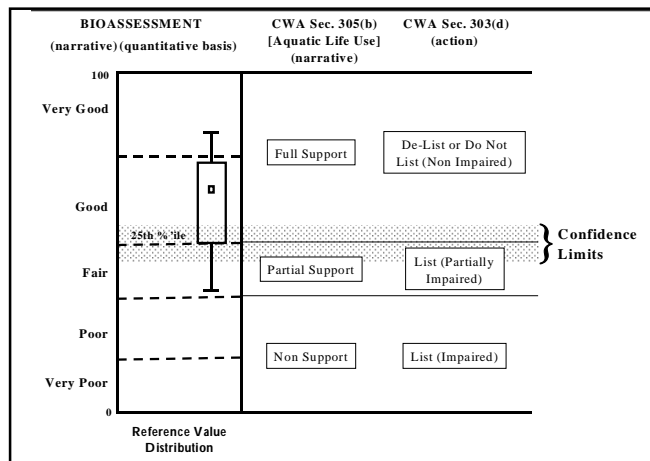 BIOASSESSMENT
(narrative) (quantitative basis)
CWA Sec. 305(b)
[Aquatic Life Use]
(narrative)
CWA Sec. 303(d)
(action)
100
Very Good
Full Support
De-List or Do Not
List (Non Impaired)
Good
25th %'ile
Confidence
Limits
Fair
Partial Support
List (Partially
Impaired)
Poor
Non Support
List (Impaired)
Very Poor
0
Reference Value
Distribution